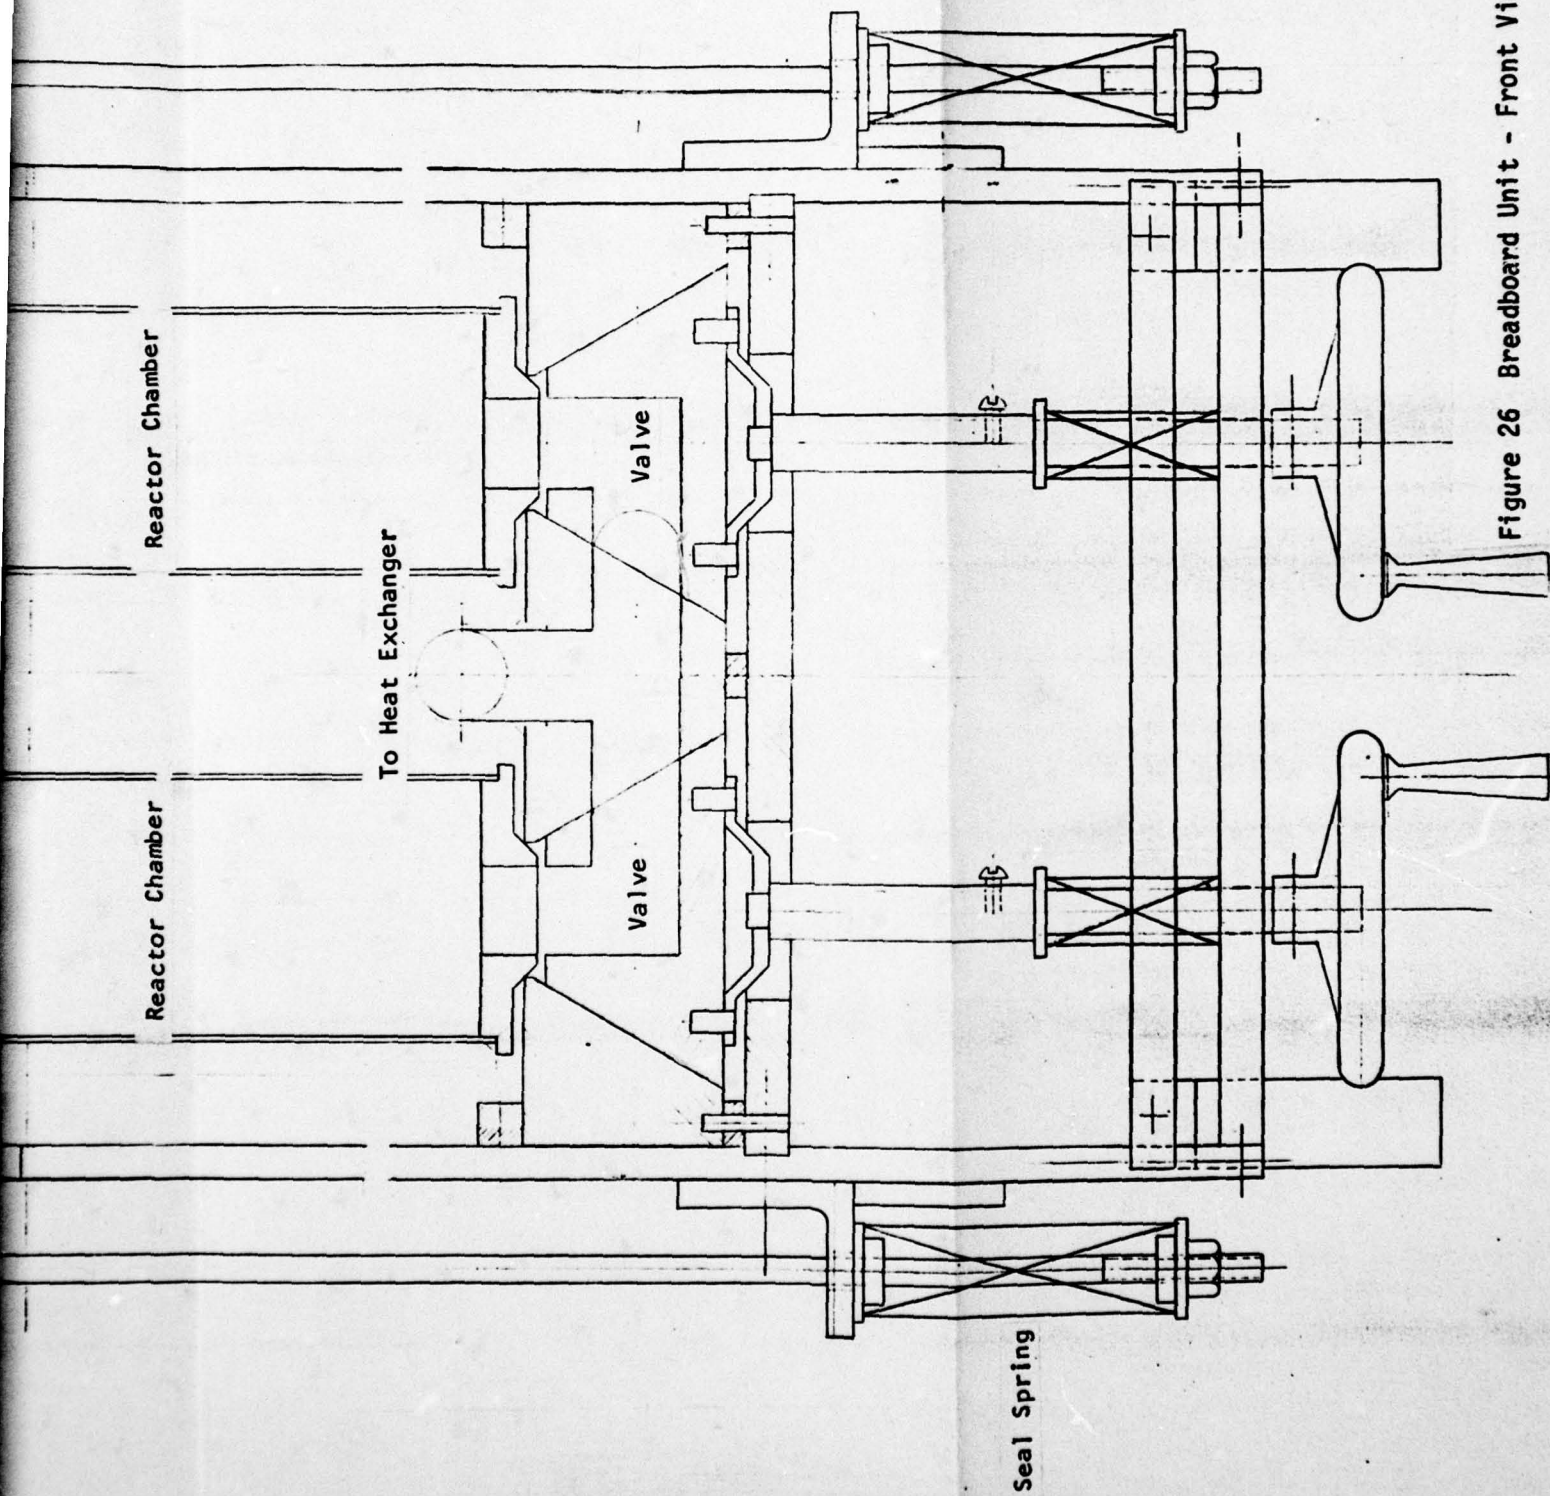 Reactor Chamber
Reactor Chamber
To Heat Exchanger
Valve
Valve
Seal Spring
Figure 26 Breadboard Unit - Front Vi